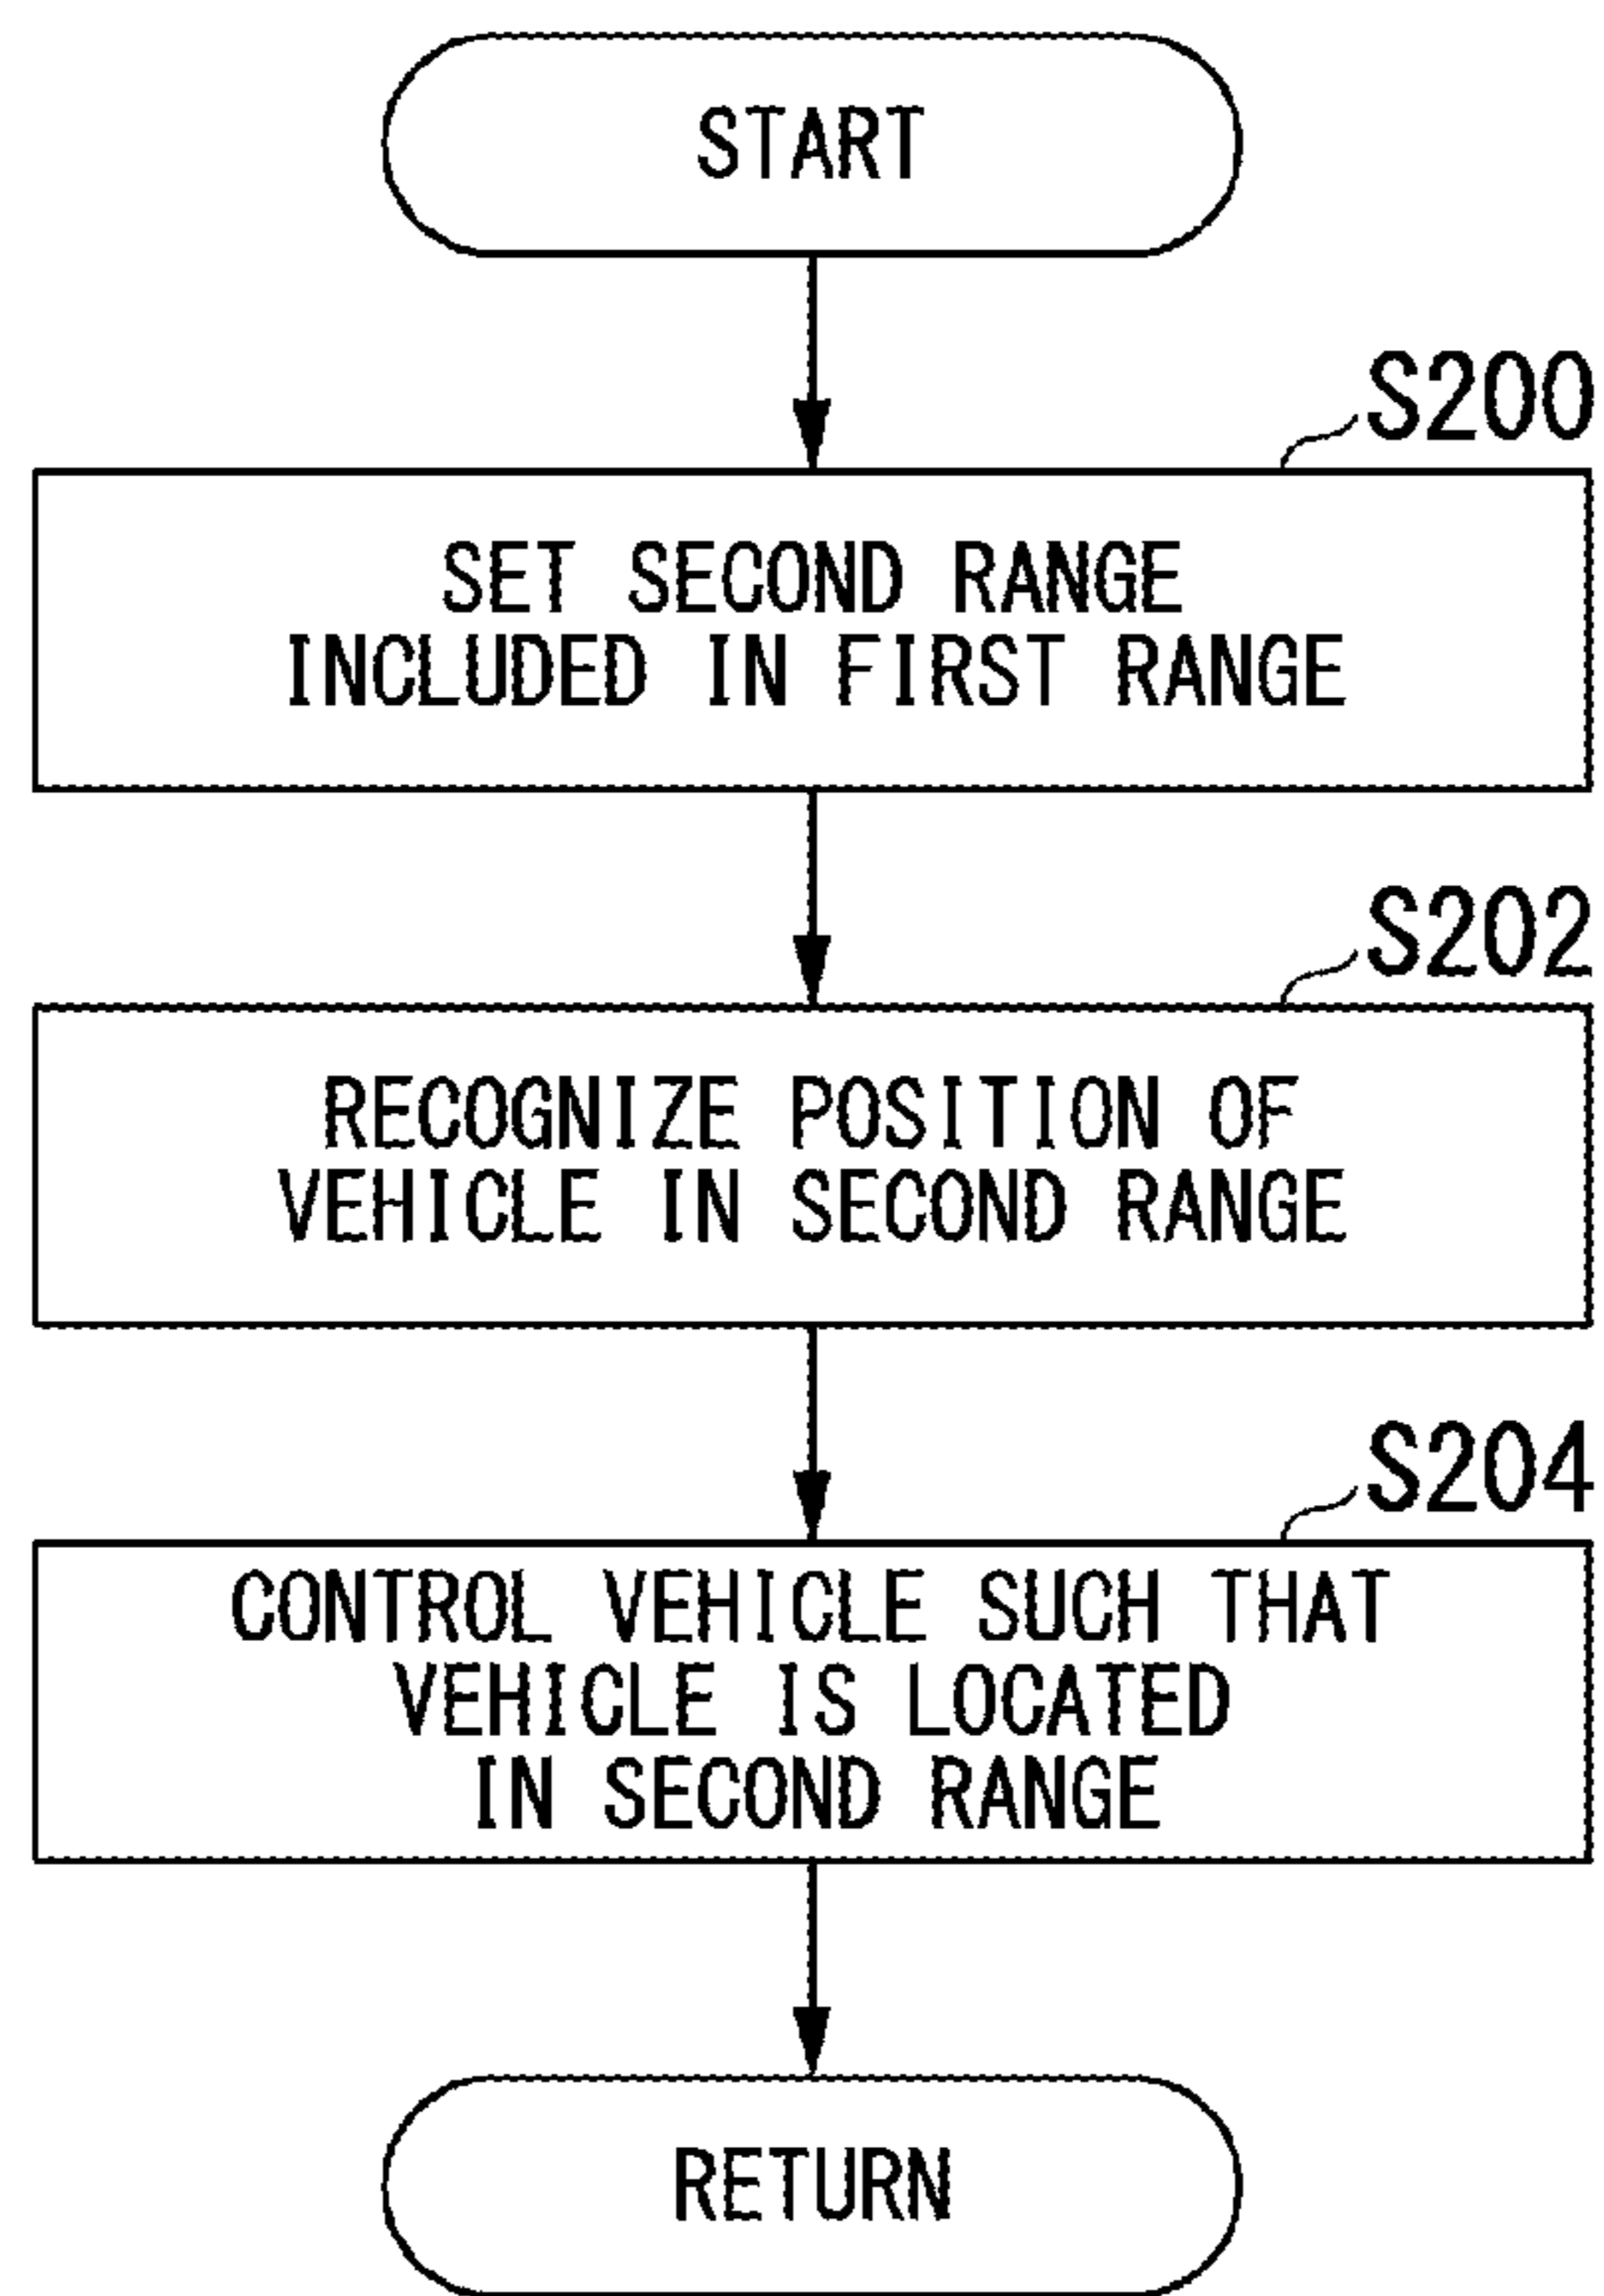 START
S200
SET SECOND RANGE
INCLUDED IN FIRST RANGE
S202
RECOGNIZE POSITION OF
VEHICLE IN SECOND RANGE
S204
CONTROL VEHICLE SUCH THAT
VEHICLE IS LOCATED
IN SECOND RANGE
RETURN